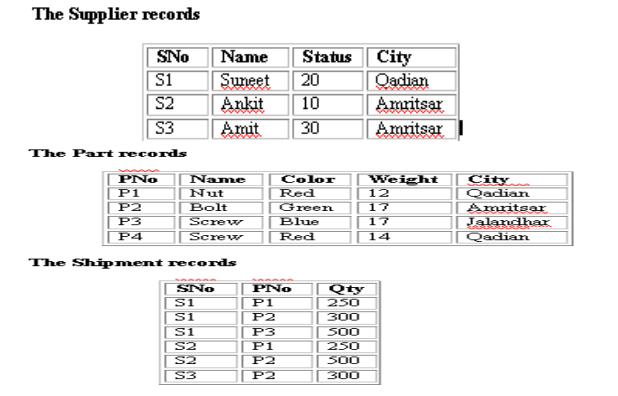 The Supplier records
SNo Name Status City
S1 Suneet 20 Qadian
S2 Ankit 10 Amritsar
S3 Amit 30 Amritsar
The Part records
PNo Name Color Weight City
P1 Nut Red 12 Qadian
P2 Bolt Green 17 Amritsar
P3 Screw Blue 17 Jalandhar
P4 Screw Red 14 Qadian
The Shipment records
SNo PNo Qty
S1 P1 250
S1 P2 300
S1 P3 500
S2 P1 250
S2 P2 500
S3 P2 300